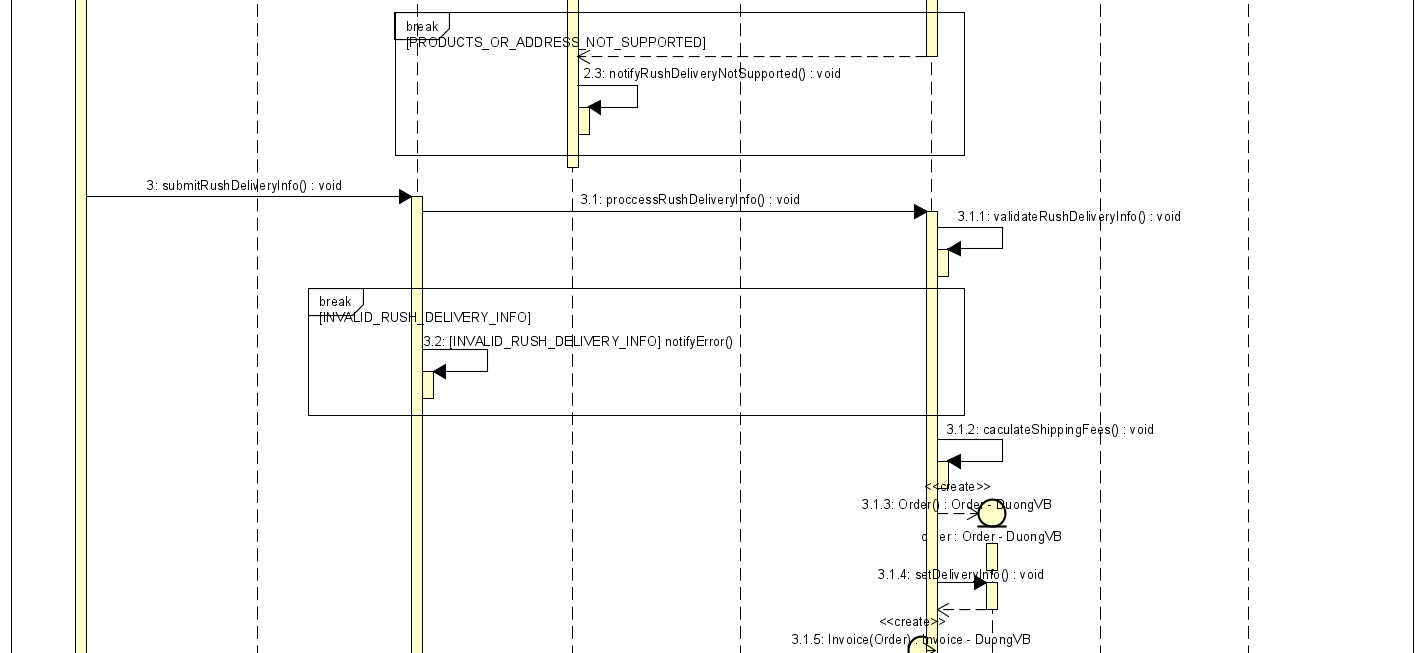 break
[PRODUCTS_OR_ADDRESS_NOT_SUPPORTED]
2.3: notifyRushDeliveryNotSupported() : void
3: submitRushDeliveryInfo() : void
3.1: proccessRushDeliveryInfo() : void
3.1.1: validateRushDeliveryInfo() : void
break
[INVALID_RUSH_DELIVERY_INFO]
3.2: [INVALID_RUSH_DELIVERY_INFO] notifyError()
3.1.2: caculateShippingFees() : void
<<create>>
3.1.3: Order() : Order - DuongVB
order : Order - DuongVB
3.1.4: setDeliveryInfo() : void
<<create>>
3.1.5: Invoice(Order) : Invoice - DuongVB